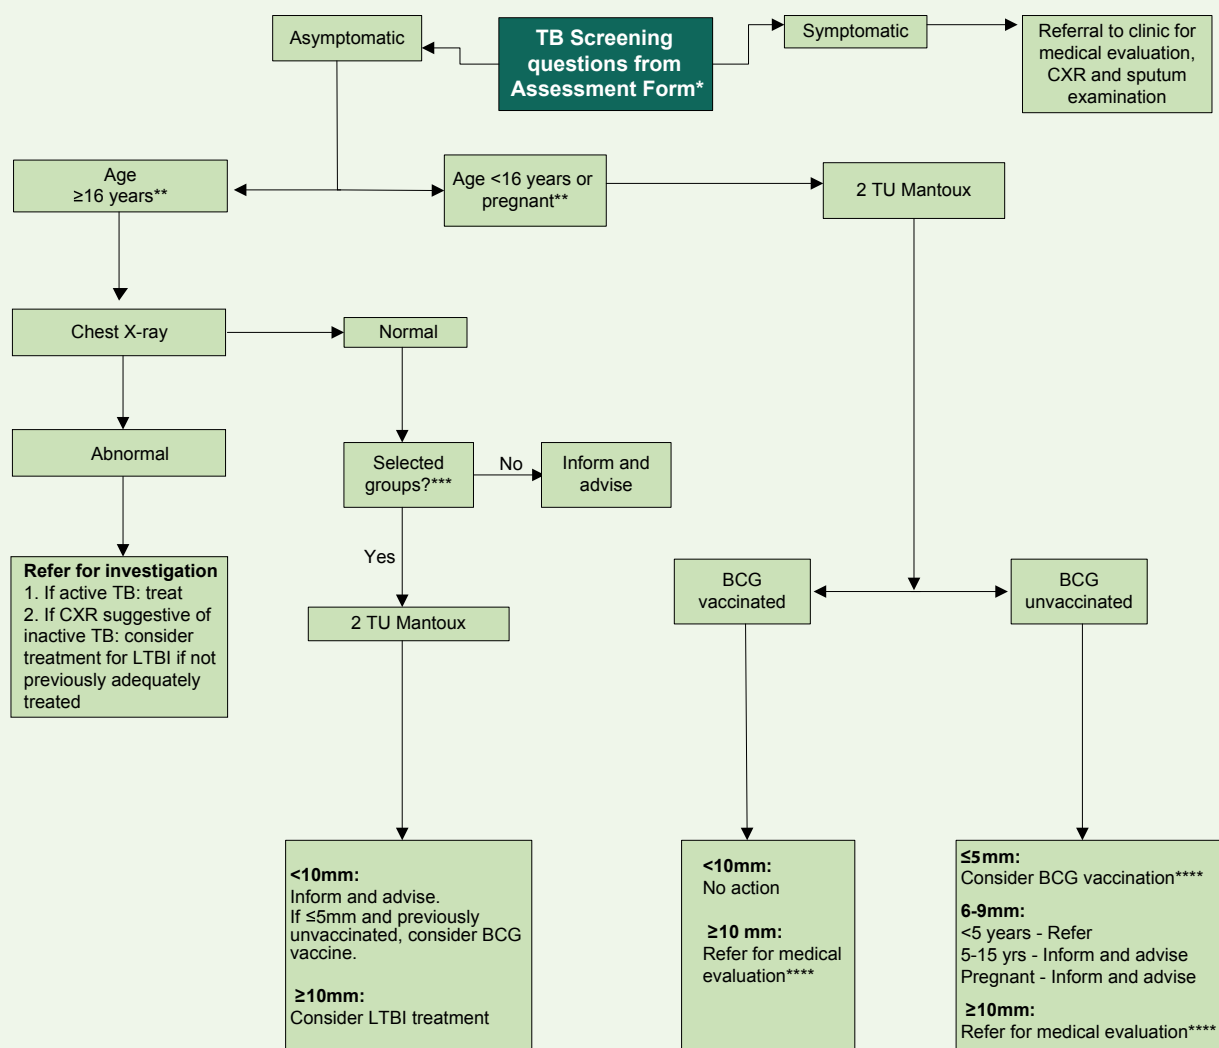 Asymptomatic
TB Screening
questions from
Assessment Form*
Symptomatic
Referral to clinic for
medical evaluation,
CXR and sputum
examination
Age
≥16 years**
Age <16 years or
pregnant**
2 TU Mantoux
Chest X-ray
Normal
Abnormal
Selected
groups?***
No
Inform and
advise
Yes
Refer for investigation
1. If active TB: treat
2. If CXR suggestive of
inactive TB: consider
treatment for LTBI if not
previously adequately
treated
2 TU Mantoux
BCG
vaccinated
BCG
unvaccinated
<10mm:
Inform and advise.
If ≤5mm and previously
unvaccinated, consider BCG
vaccine.
≥10mm:
Consider LTBI treatment
<10mm:
No action
≥10 mm:
Refer for medical
evaluation****
≤5mm:
Consider BCG vaccination****
6-9mm:
<5 years - Refer
5-15 yrs - Inform and advise
Pregnant - Inform and advise
≥10mm:
Refer for medical evaluation****